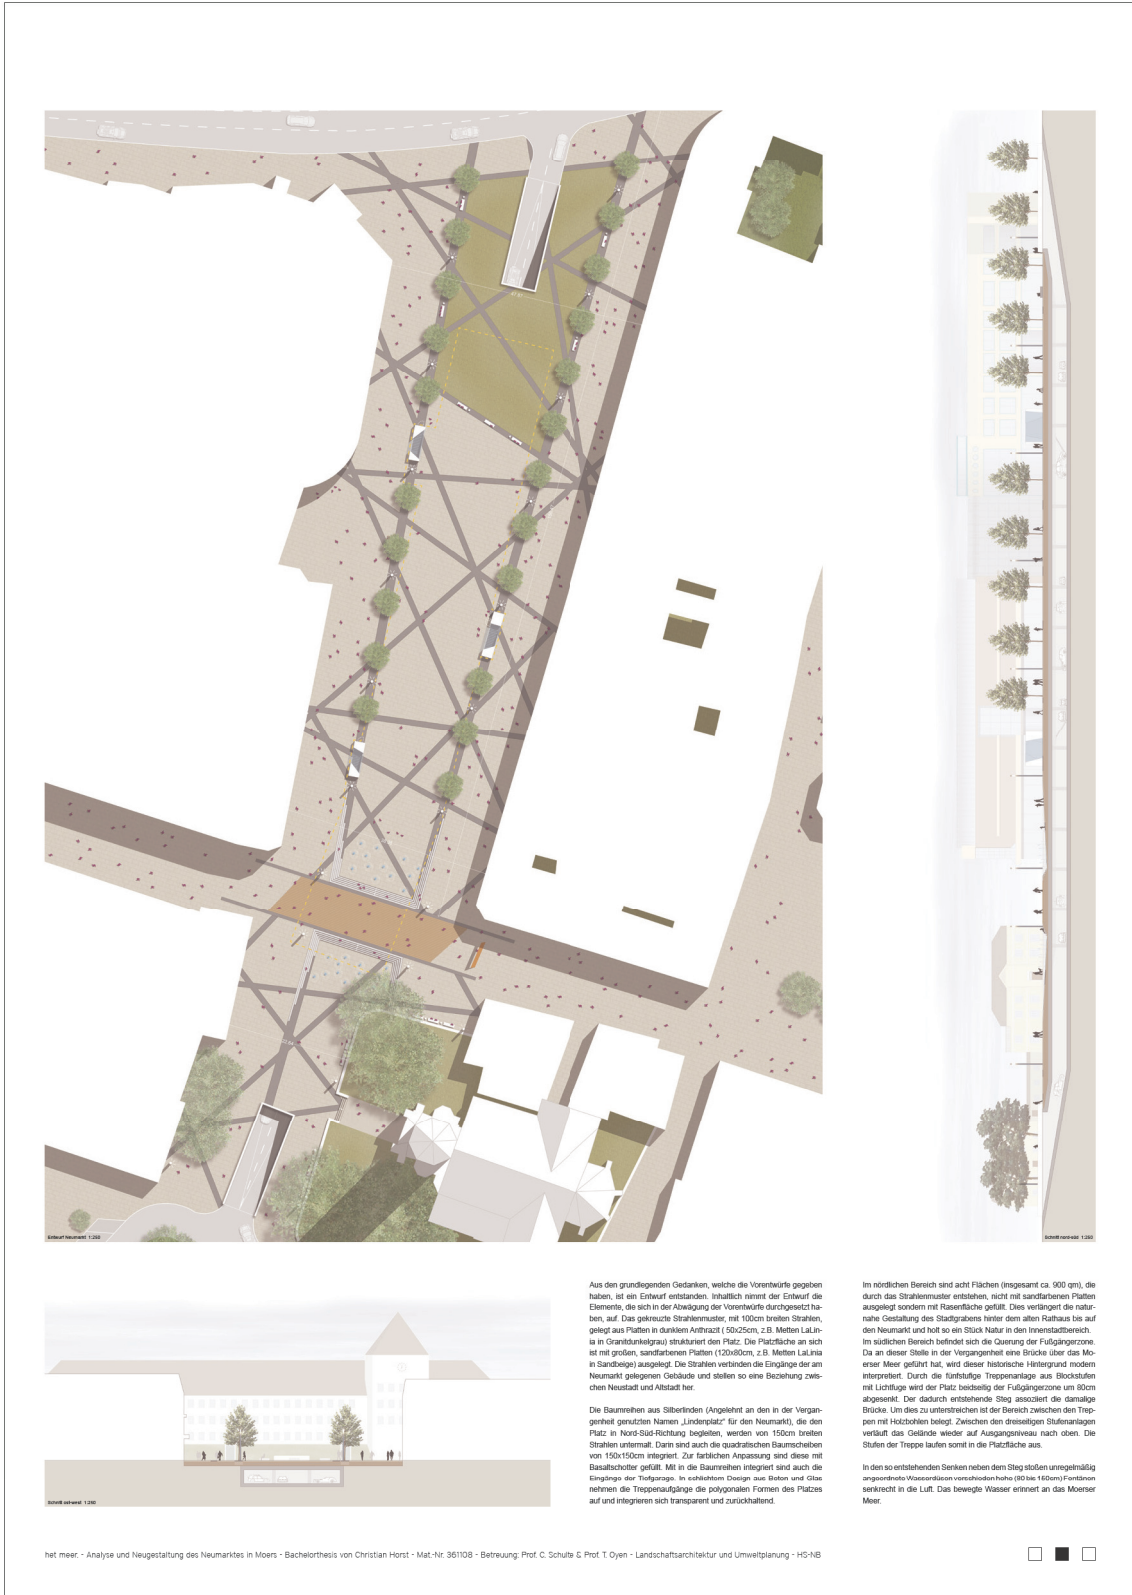 47.47
22.84
Entwurf Neumarkt 1:250
Schnitt nord-süd 1:250
Schnitt ost-west 1:250
Aus den grundlegenden Gedanken, welche die Vorentwürfe gegeben
haben, ist ein Entwurf entstanden. Inhaltlich nimmt der Entwurf die
Elemente, die sich in der Abwägung der Vorentwürfe durchgesetzt ha-
ben, auf. Das gekreuzte Strahlenmuster, mit 100cm breiten Strahlen,
gelegt aus Platten in dunklem Anthrazit ( 50x25cm, z.B. Metten LaLin-
ia in Granitdunkelgrau) strukturiert den Platz. Die Platzfläche an sich
ist mit großen, sandfarbenen Platten (120x80cm, z.B. Metten LaLinia
in Sandbeige) ausgelegt. Die Strahlen verbinden die Eingänge der am
Neumarkt gelegenen Gebäude und stellen so eine Beziehung zwis-
chen Neustadt und Altstadt her.
Die Baumreihen aus Silberlinden (Angelehnt an den in der Vergan-
genheit genutzten Namen „Lindenplatz“ für den Neumarkt), die den
Platz in Nord-Süd-Richtung begleiten, werden von 150cm breiten
Strahlen untermalt. Darin sind auch die quadratischen Baumscheiben
von 150x150cm integriert. Zur farblichen Anpassung sind diese mit
Basaltschotter gefüllt. Mit in die Baumreihen integriert sind auch die
Eingänge der Tiefgarage. In schlichtem Design aus Beton und Glas
nehmen die Treppenaufgänge die polygonalen Formen des Platzes
auf und integrieren sich transparent und zurückhaltend.
Im nördlichen Bereich sind acht Flächen (insgesamt ca. 900 qm), die
durch das Strahlenmuster entstehen, nicht mit sandfarbenen Platten
ausgelegt sondern mit Rasenfläche gefüllt. Dies verlängert die natur-
nahe Gestaltung des Stadtgrabens hinter dem alten Rathaus bis auf
den Neumarkt und holt so ein Stück Natur in den Innenstadtbereich.
Im südlichen Bereich befindet sich die Querung der Fußgängerzone.
Da an dieser Stelle in der Vergangenheit eine Brücke über das Mo-
erser Meer geführt hat, wird dieser historische Hintergrund modern
interpretiert. Durch die fünfstufige Treppenanlage aus Blockstufen
mit Lichtfuge wird der Platz beidseitig der Fußgängerzone um 80cm
abgesenkt. Der dadurch entstehende Steg assoziiert die damalige
Brücke. Um dies zu unterstreichen ist der Bereich zwischen den Trep-
pen mit Holzbohlen belegt. Zwischen den dreiseitigen Stufenanlagen
verläuft das Gelände wieder auf Ausgangsniveau nach oben. Die
Stufen der Treppe laufen somit in die Platzfläche aus.
In den so entstehenden Senken neben dem Steg stoßen unregelmäßig
angeordnete Wasserdüsen verschieden hohe (80 bis 150cm) Fontänen
senkrecht in die Luft. Das bewegte Wasser erinnert an das Moerser
Meer.
het meer. - Analyse und Neugestaltung des Neumarktes in Moers - Bachelorthesis von Christian Horst - Mat.-Nr. 361108 - Betreuung: Prof. C. Schulte & Prof. T. Oyen - Landschaftsarchitektur und Umweltplanung - HS-NB